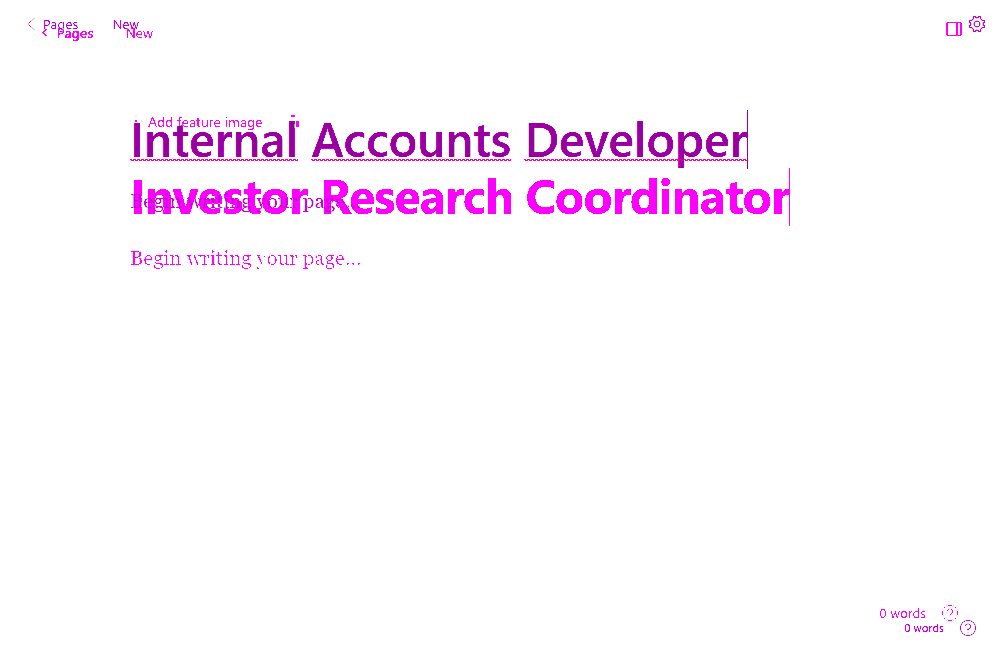 Pages New
Pages New
Add feature image
Internal Accounts Developer
Investor Research Coordinator
Begin writing your page...
Begin writing your page...
0 words
0 words